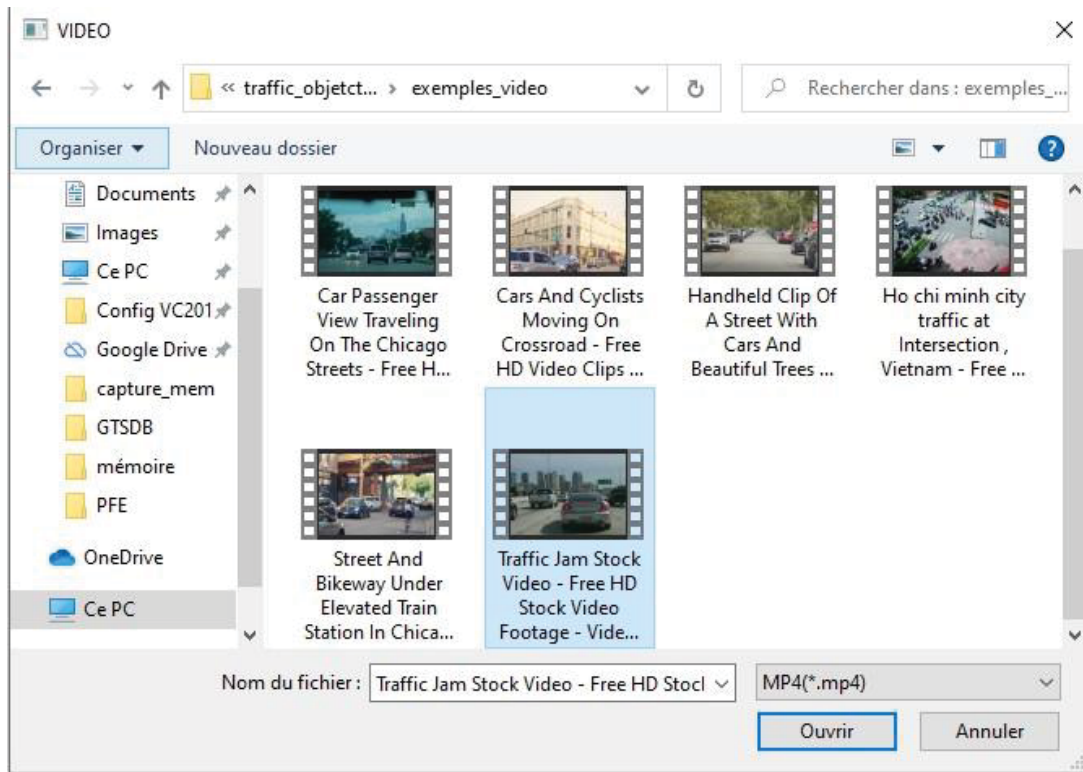 VIDEO
« traffic_objetct... › exemples_video
Rechercher dans : exemples_...
Organiser
Nouveau dossier
Documents
Images
Ce PC
Config VC201
Google Drive
capture_mem
GTSDB
mémoire
PFE
OneDrive
Ce PC
Car Passenger
View Traveling
On The Chicago
Streets - Free H...
Cars And Cyclists
Moving On
Crossroad - Free
HD Video Clips ...
Handheld Clip Of
A Street With
Cars And
Beautiful Trees ...
Ho chi minh city
traffic at
Intersection ,
Vietnam - Free ...
Street And
Bikeway Under
Elevated Train
Station In Chica...
Traffic Jam Stock
Video - Free HD
Stock Video
Footage - Vide...
Nom du fichier : Traffic Jam Stock Video - Free HD Stocl
MP4(*.mp4)
Ouvrir
Annuler